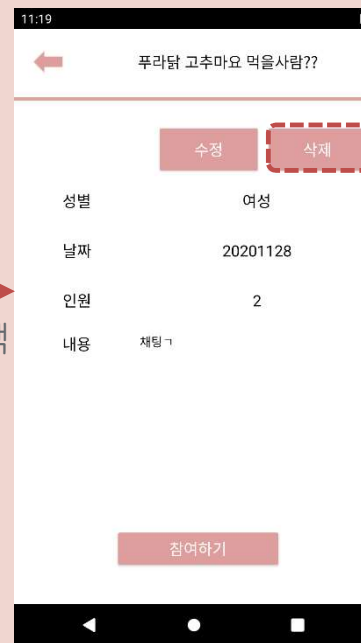 11:19
푸라닭 고추마요 먹을사람??
수정 삭제
성별 여성
날짜 20201128
인원 2
내용 채팅ㄱ
참여하기